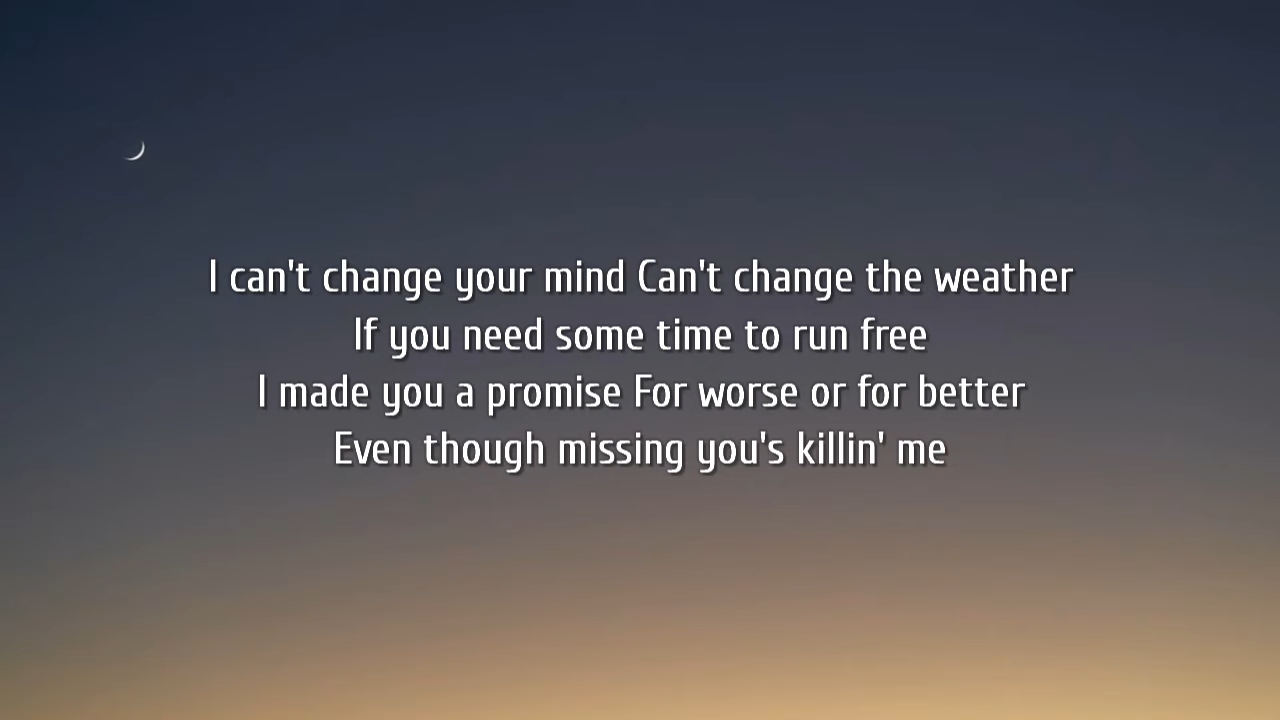 I can't change your mind Can't change the weather
If you need some time to run free
I made you a promise For worse or for better
Even though missing you's killin' me